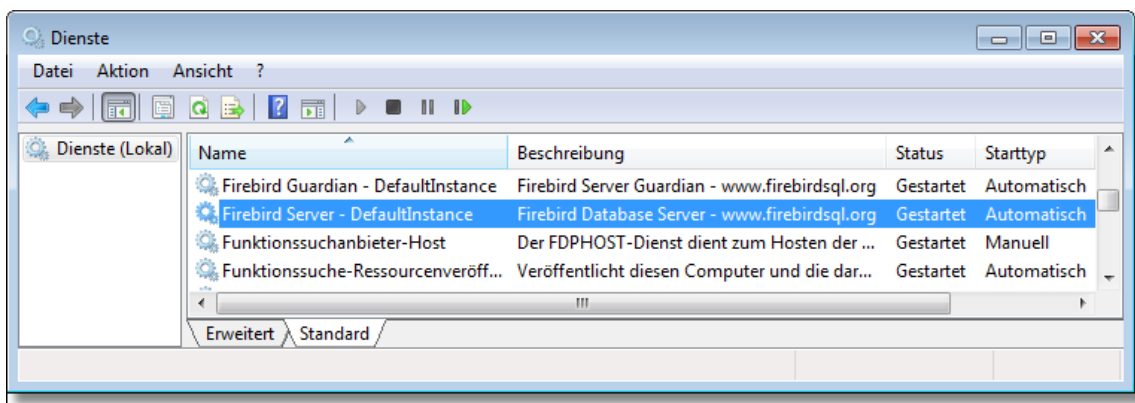 Dienste
Datei Aktion Ansicht ?
Dienste (Lokal)
Name Beschreibung Status Starttyp
Firebird Guardian - DefaultInstance Firebird Server Guardian - www.firebirdsql.org Gestartet Automatisch
Firebird Server - DefaultInstance Firebird Database Server - www.firebirdsql.org Gestartet Automatisch
Funktionssuchanbieter-Host Der FDPHOST-Dienst dient zum Hosten der ... Gestartet Manuell
Funktionssuche-Ressourcenveröff... Veröffentlicht diesen Computer und die dar... Gestartet Automatisch
Erweitert Standard